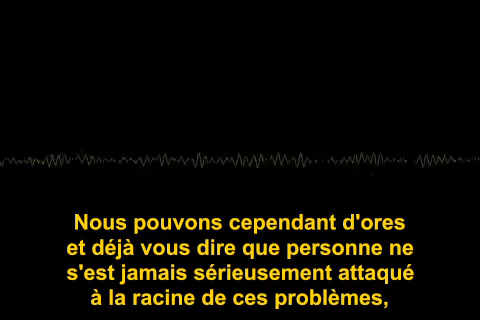 Nous pouvons cependant d'ores
et déjà vous dire que personne ne
s'est jamais sérieusement attaqué
à la racine de ces problèmes,